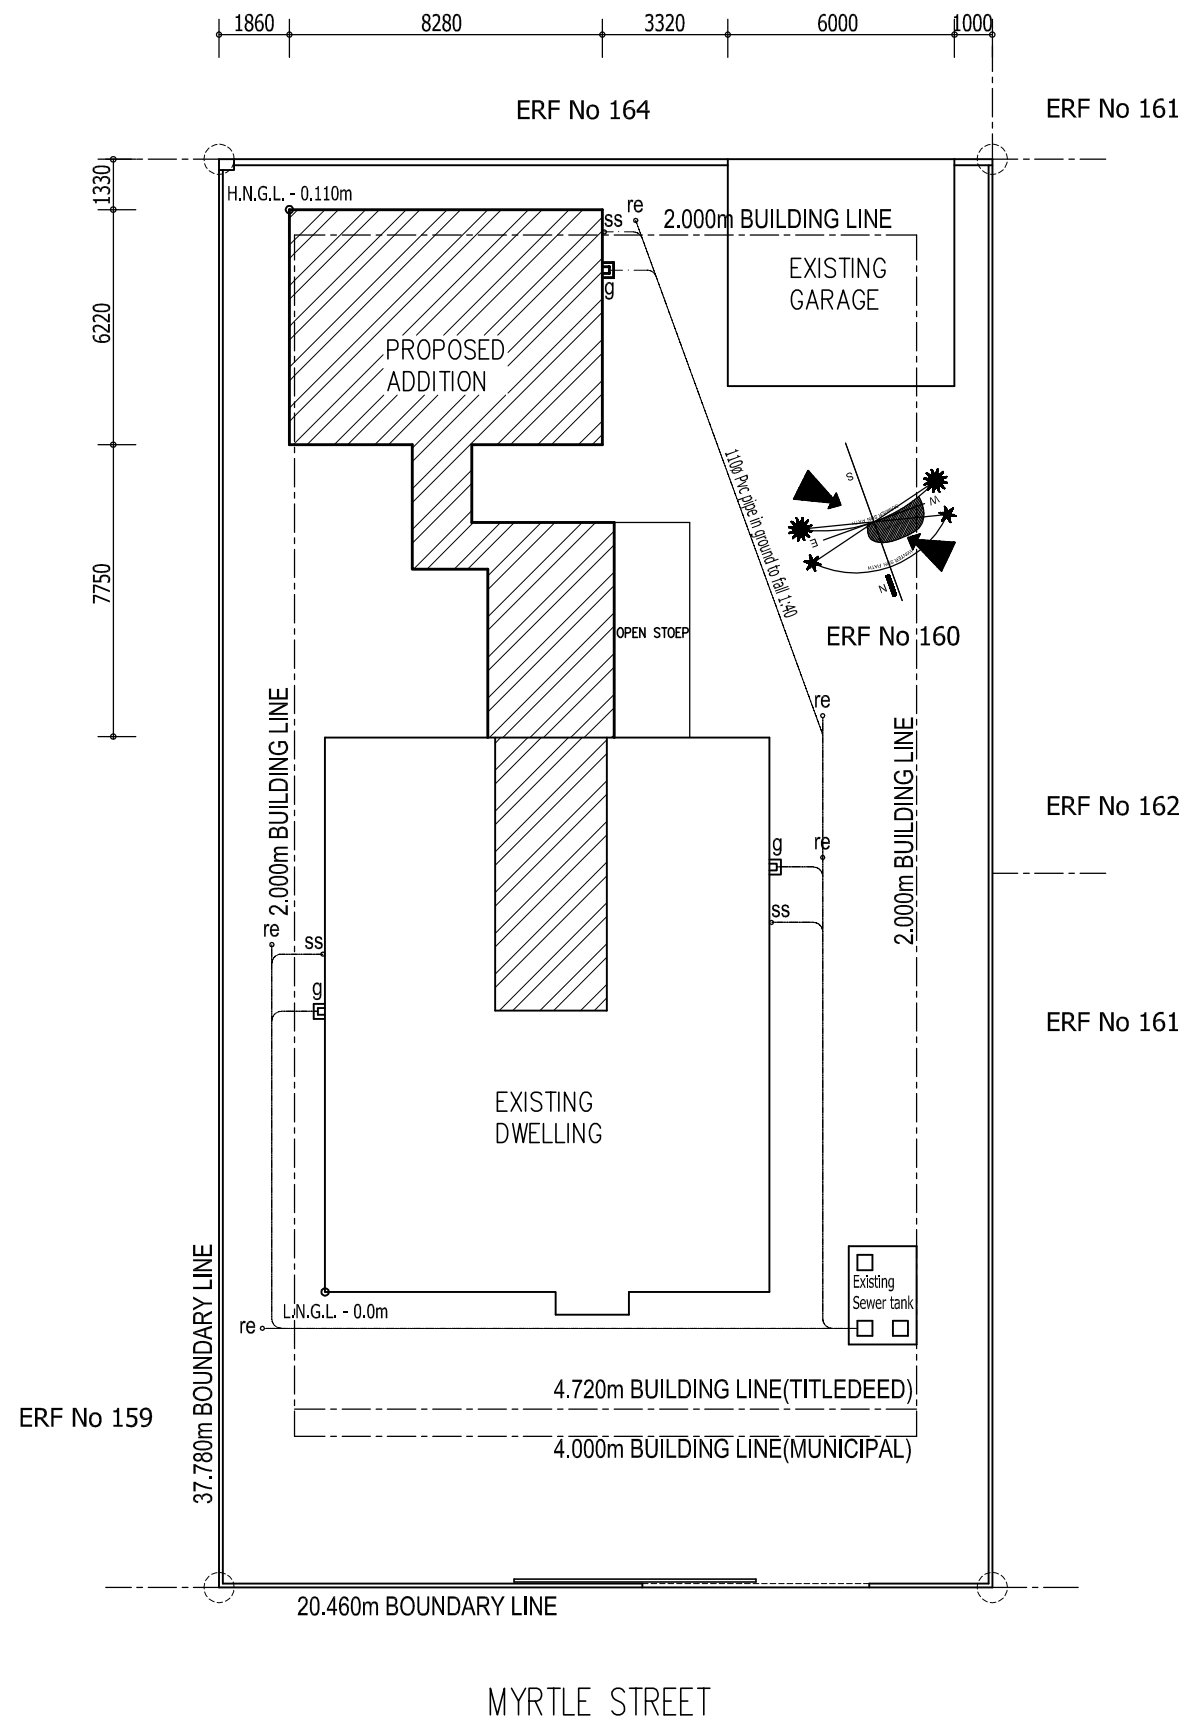 1860
8280
3320
6000
1000
ERF No 164
ERF No 161
1330
H.N.G.L. - 0.110m
ss
re
2.000m BUILDING LINE
g
EXISTING
GARAGE
6220
PROPOSED
ADDITION
110ø Pvc pipe in ground to fall 1:40
S
W
E
N
WINTER SUN PATH
7750
OPEN STOEP
ERF No 160
re
2.000m BUILDING LINE
2.000m BUILDING LINE
ERF No 162
g
re
ss
re
ss
g
ERF No 161
EXISTING
DWELLING
Existing
Sewer tank
L.N.G.L. - 0.0m
re
37.780m BOUNDARY LINE
4.720m BUILDING LINE(TITLEDEED)
ERF No 159
4.000m BUILDING LINE(MUNICIPAL)
20.460m BOUNDARY LINE
MYRTLE STREET